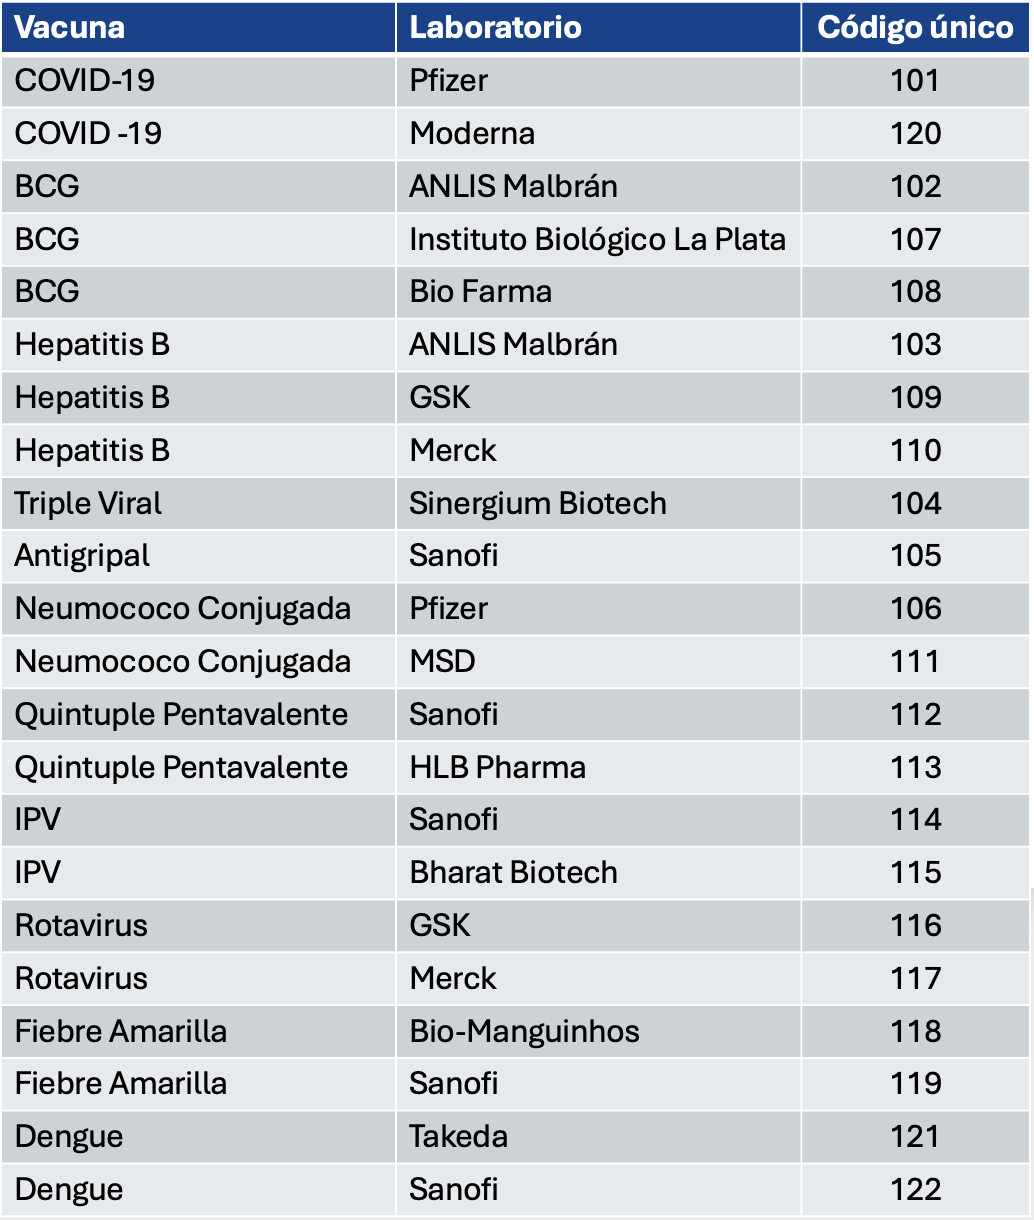 Vacuna Laboratorio Código único
COVID-19 Pfizer 101
COVID -19 Moderna 120
BCG ANLIS Malbrán 102
BCG Instituto Biológico La Plata 107
BCG Bio Farma 108
Hepatitis B ANLIS Malbrán 103
Hepatitis B GSK 109
Hepatitis B Merck 110
Triple Viral Sinergium Biotech 104
Antigripal Sanofi 105
Neumococo Conjugada Pfizer 106
Neumococo Conjugada MSD 111
Quintuple Pentavalente Sanofi 112
Quintuple Pentavalente HLB Pharma 113
IPV Sanofi 114
IPV Bharat Biotech 115
Rotavirus GSK 116
Rotavirus Merck 117
Fiebre Amarilla Bio-Manguinhos 118
Fiebre Amarilla Sanofi 119
Dengue Takeda 121
Dengue Sanofi 122